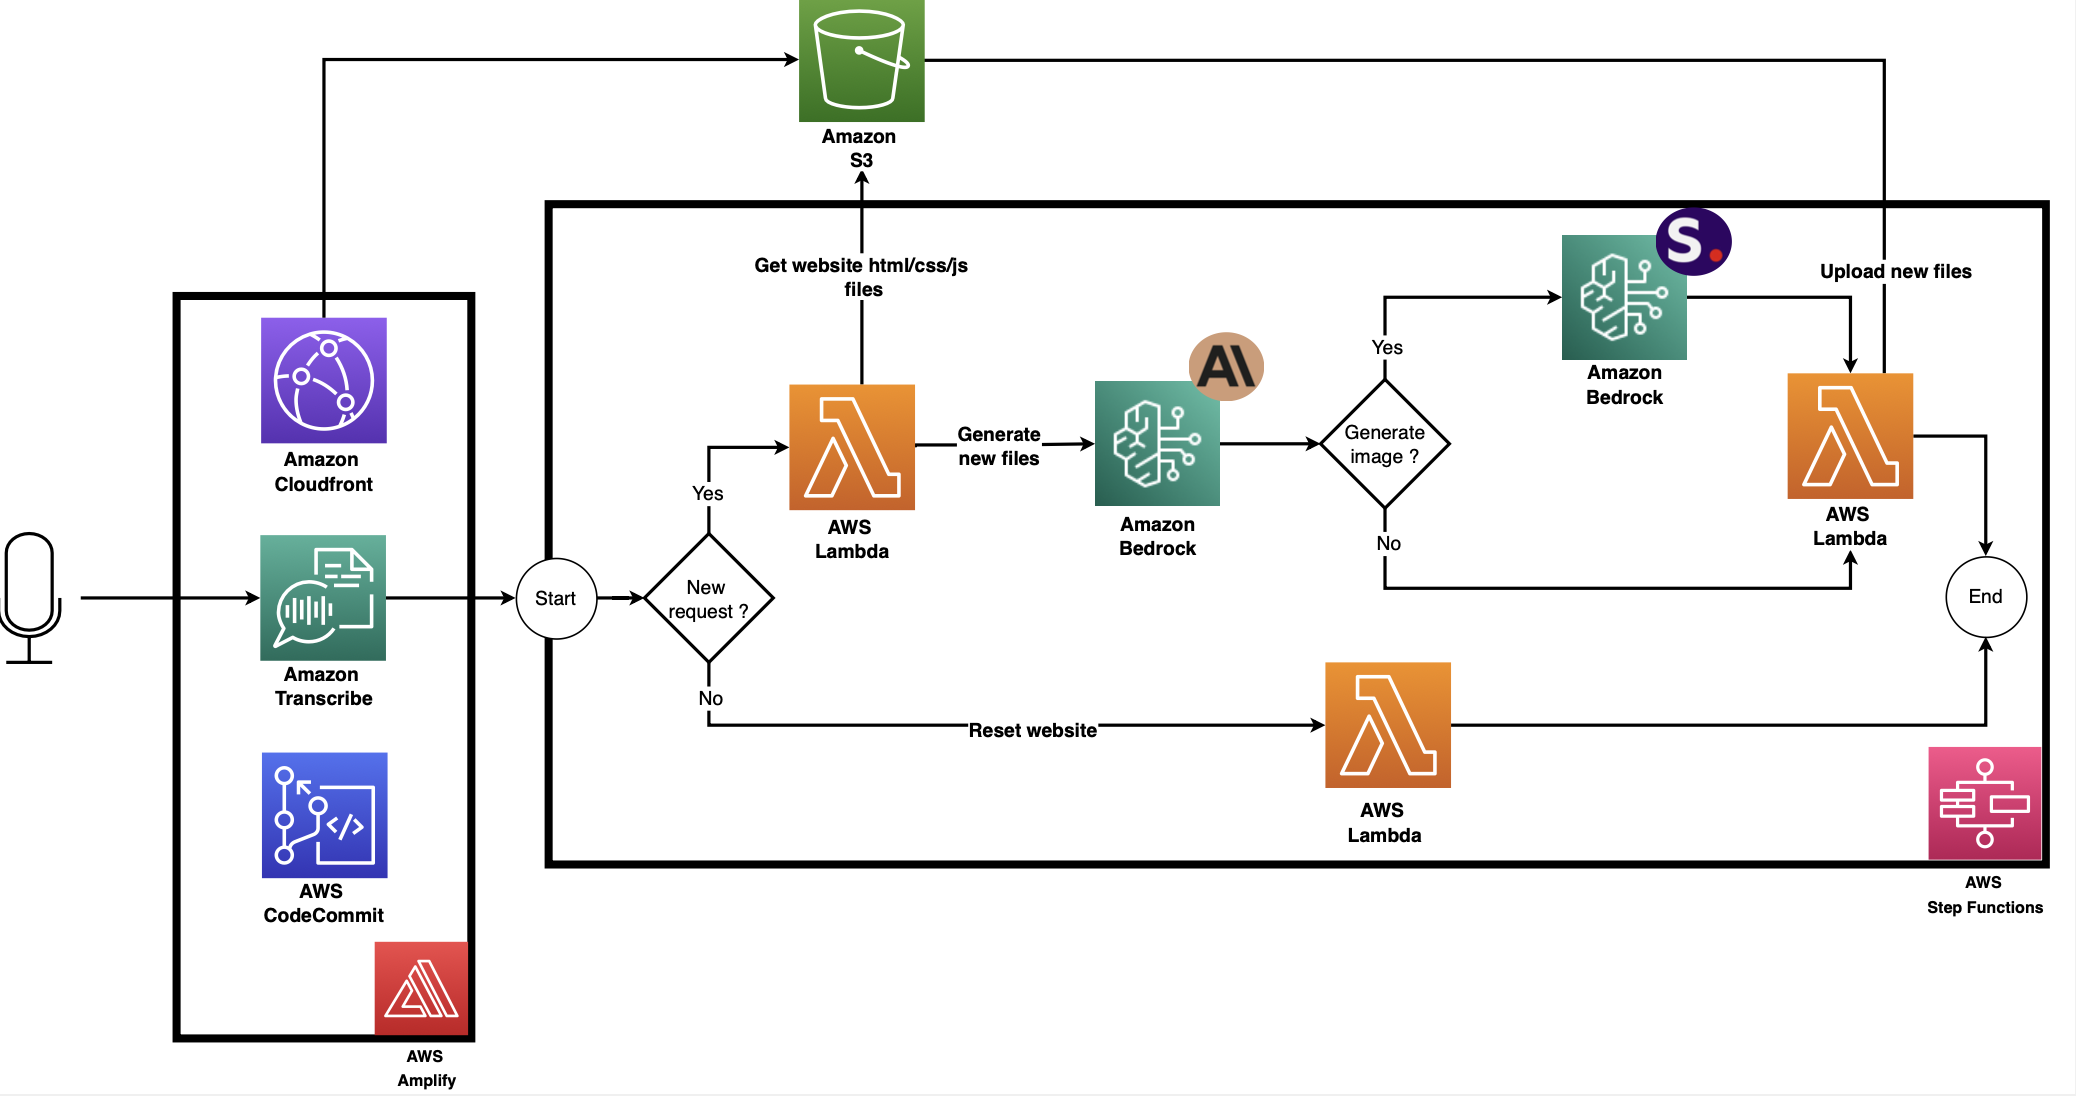 Amazon
S3
Get website html/css/js
files
Upload new files
S.
Yes
Amazon
Bedrock
A\
Generate
image ?
Generate
new files
Amazon
Cloudfront
Yes
AWS
Lambda
Amazon
Bedrock
AWS
Lambda
No
Start
New
request ?
End
Amazon
Transcribe
No
Reset website
AWS
Lambda
AWS
CodeCommit
AWS
Step Functions
AWS
Amplify